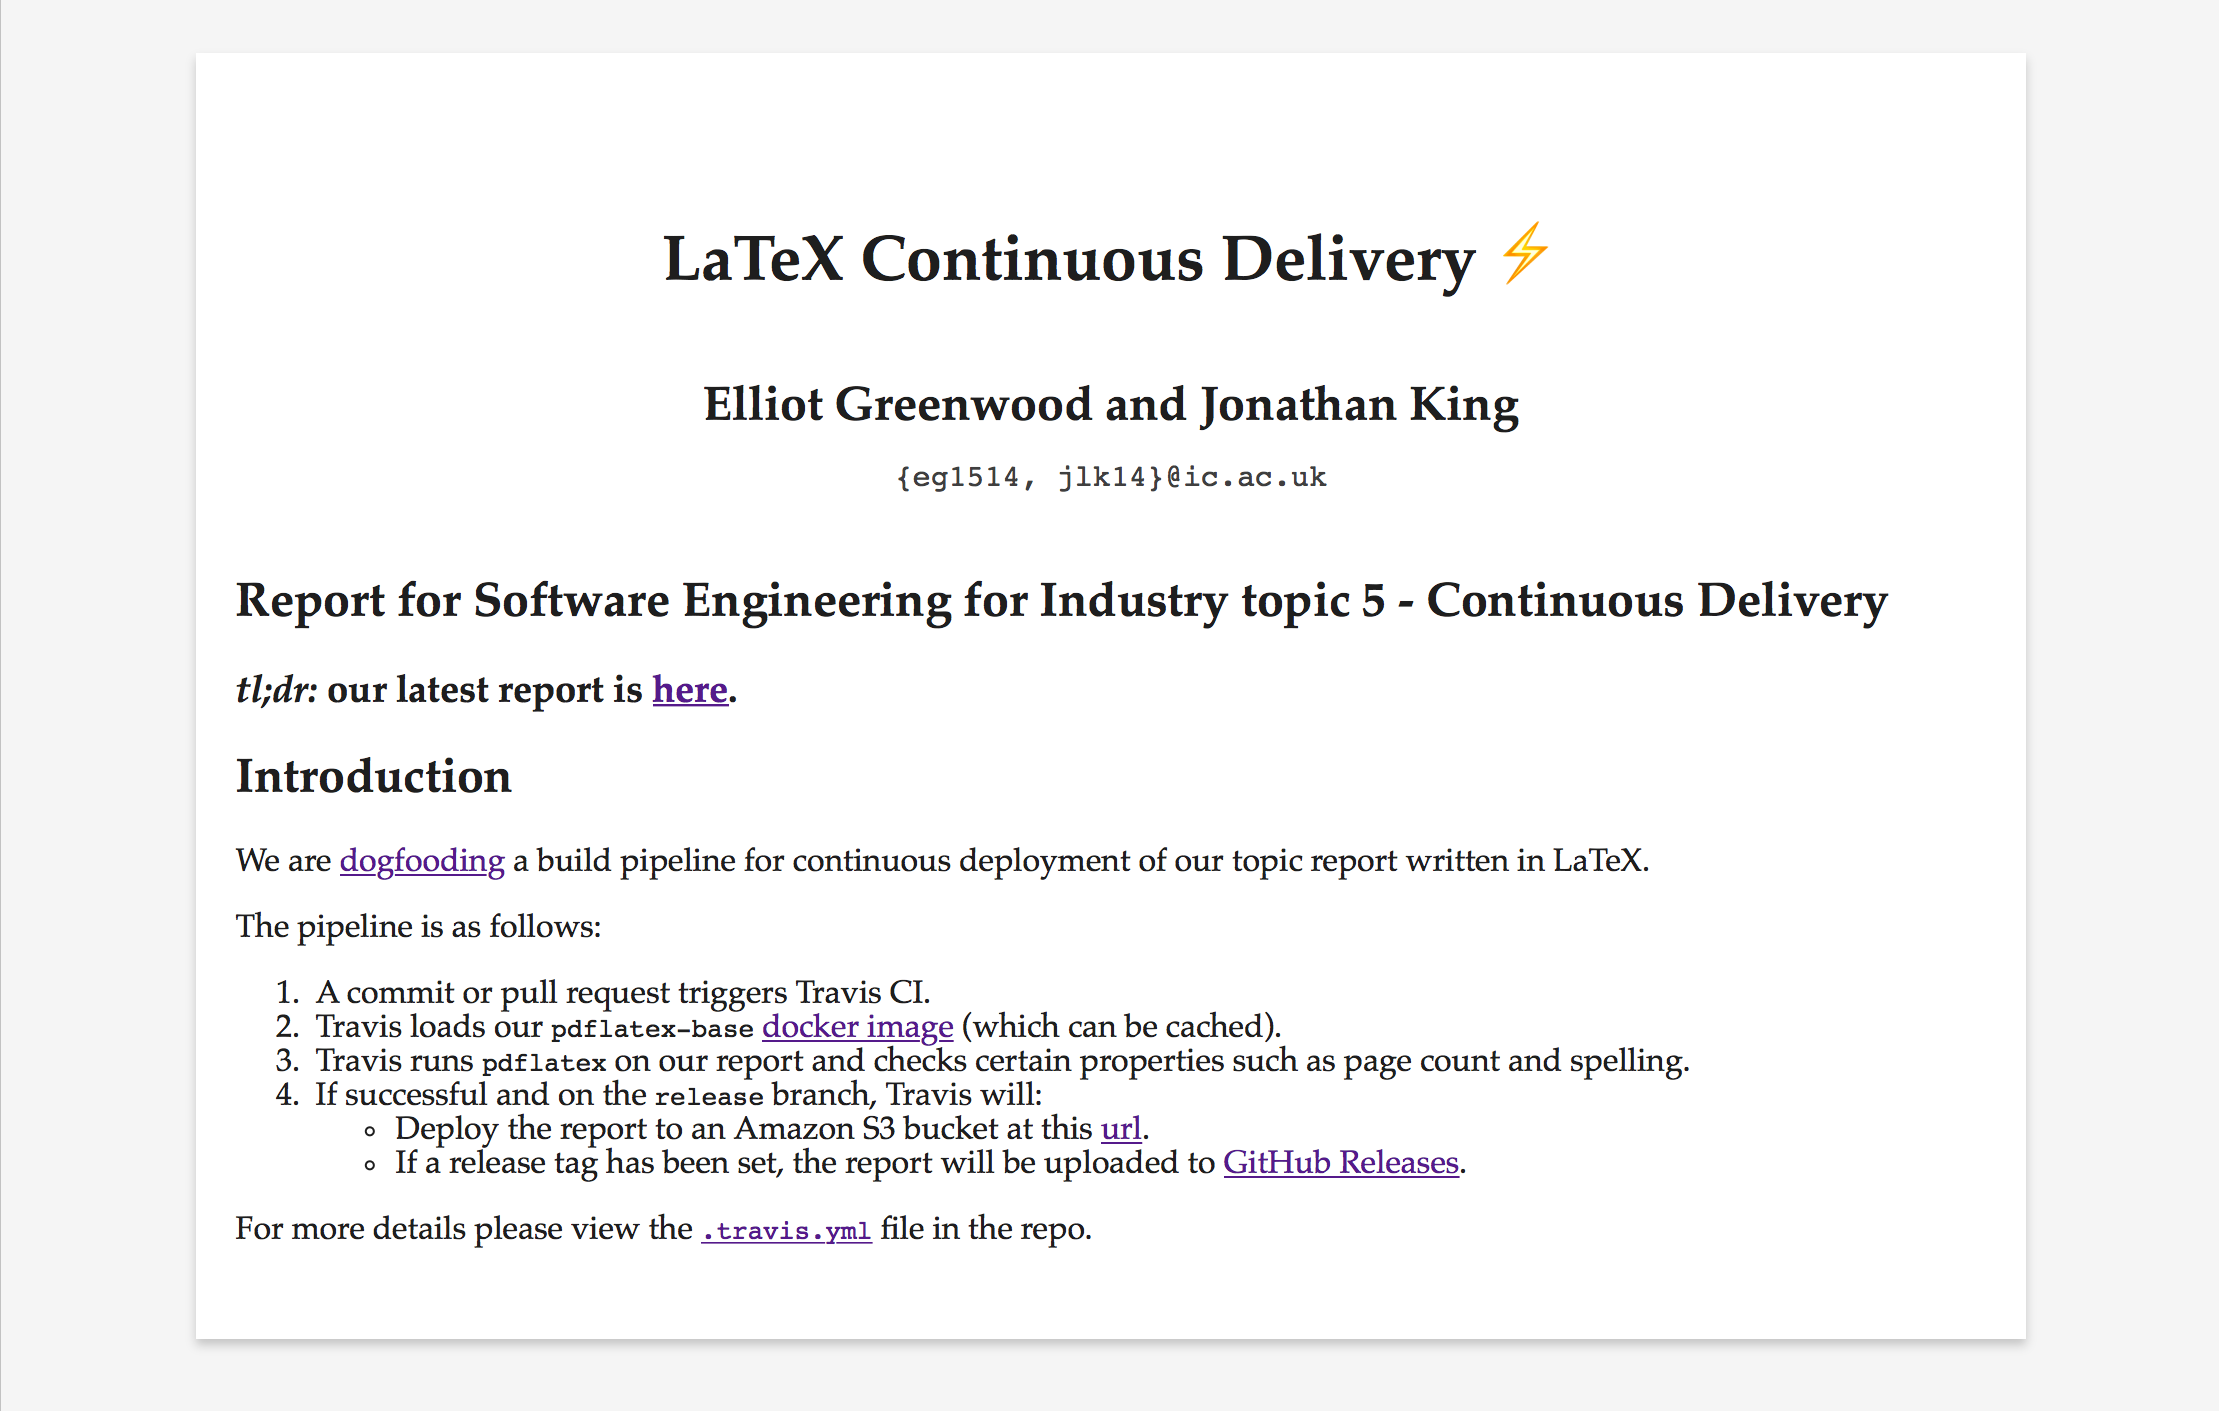 LaTeX Continuous Delivery ⚡
Elliot Greenwood and Jonathan King
{eg1514, jlk14}@ic.ac.uk
Report for Software Engineering for Industry topic 5 - Continuous Delivery
tl;dr: our latest report is here.
Introduction
We are dogfooding a build pipeline for continuous deployment of our topic report written in LaTeX.
The pipeline is as follows:
1. A commit or pull request triggers Travis CI.
2. Travis loads our pdflatex-base docker image (which can be cached).
3. Travis runs pdflatex on our report and checks certain properties such as page count and spelling.
4. If successful and on the release branch, Travis will:
◦ Deploy the report to an Amazon S3 bucket at this url.
◦ If a release tag has been set, the report will be uploaded to GitHub Releases.
For more details please view the .travis.yml file in the repo.